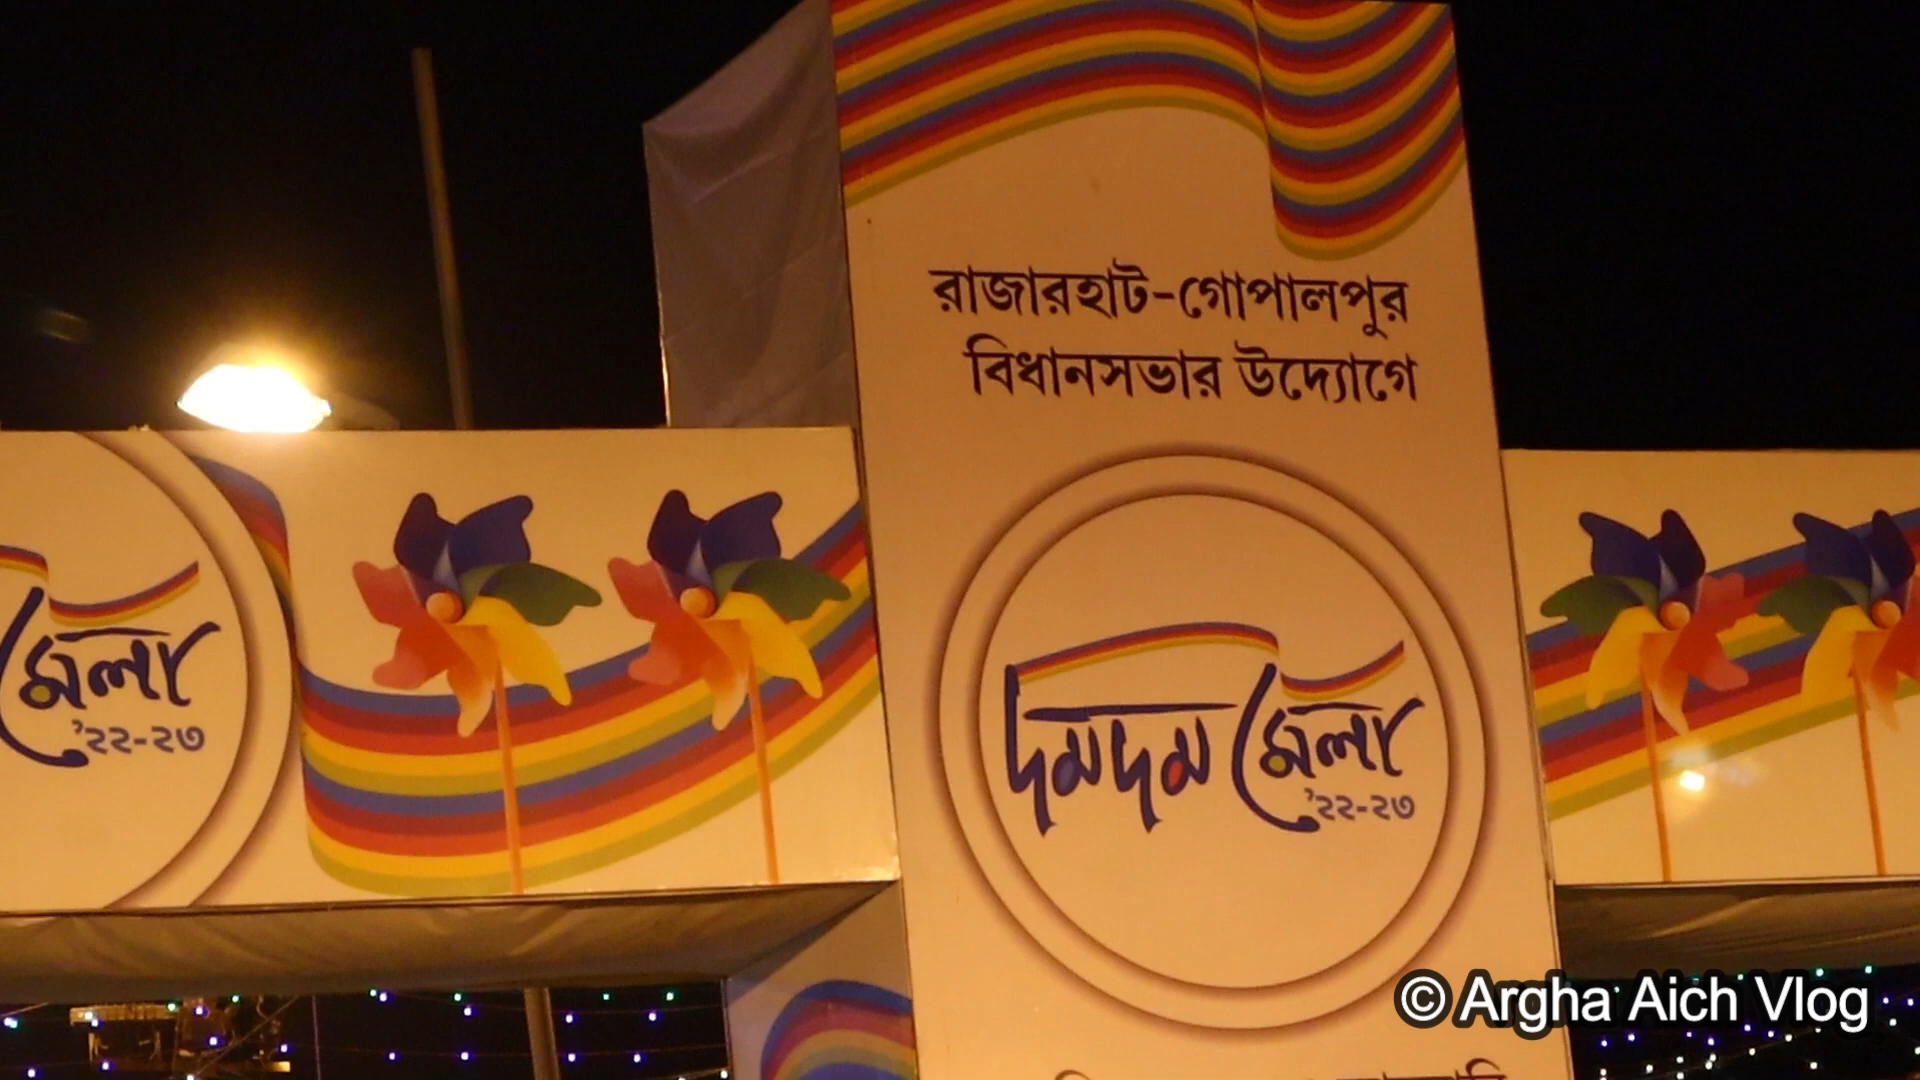 রাজারহাট-গোপালপুর
বিধানসভার উদ্যোগে
মেলা
'২২-২৩
দমদম মেলা
'২২-২৩
©Argha Aich Vlog